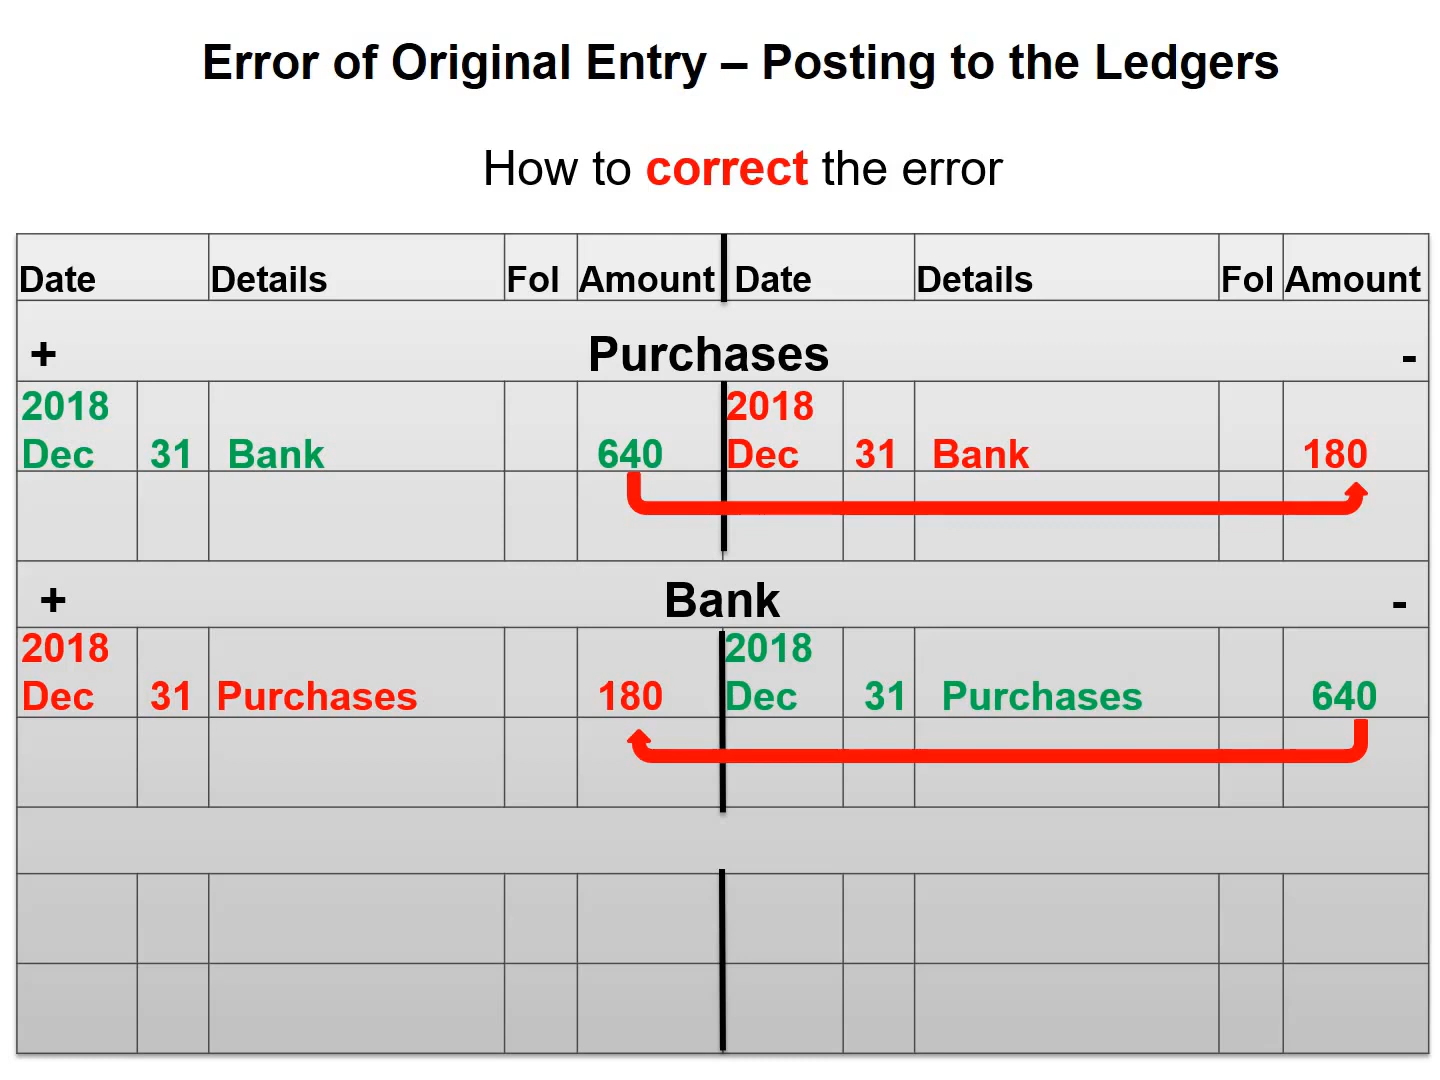 Error of Original Entry – Posting to the Ledgers
How to correct the error
Date Details Fol Amount Date Details Fol Amount
+ Purchases -
2018 2018
Dec 31 Bank 640 Dec 31 Bank 180
+ Bank -
2018 2018
Dec 31 Purchases 180 Dec 31 Purchases 640